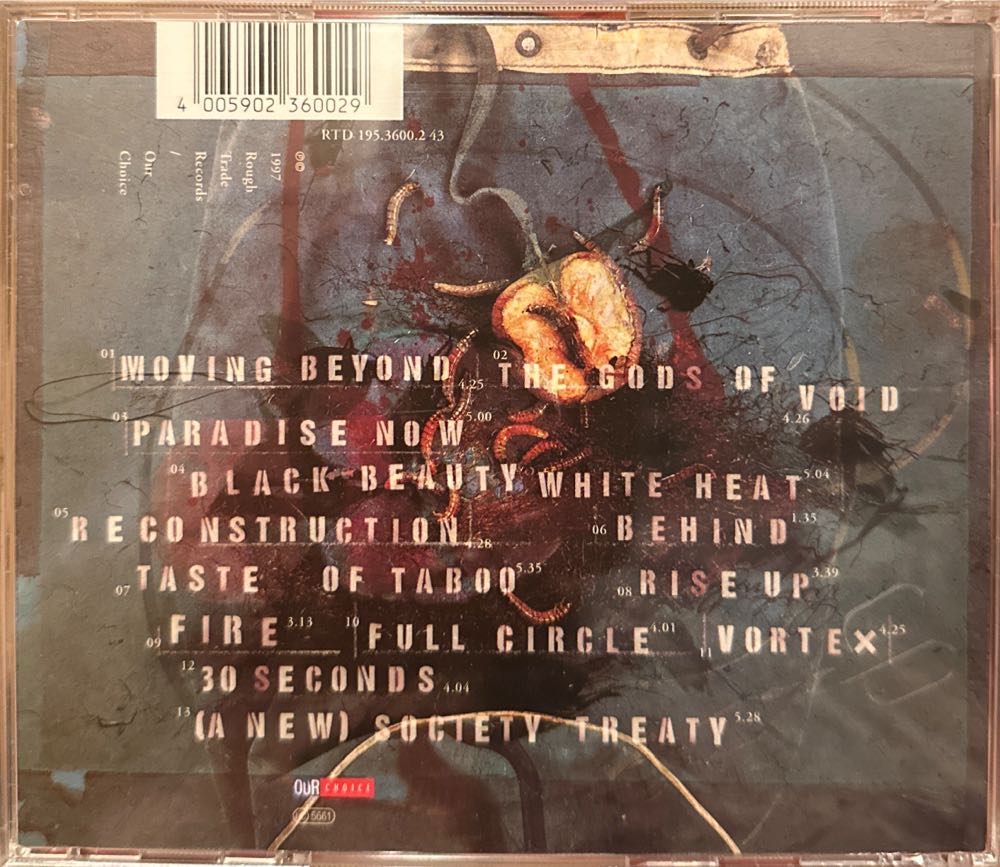 4 005902 360029
RTD 195.3600.2 43
℗©
1997
Rough
Trade
Records
/
Our
Choice
01 MOVING BEYOND 4.25 02 THE GODS OF VOID 4.26
03 PARADISE NOW 5.00
04 BLACK BEAUTY WHITE HEAT 5.04
05 RECONSTRUCTION 4.28 06 BEHIND 1.35
07 TASTE OF TABOO 5.35 08 RISE UP 3.39
09 FIRE 3.13 10 FULL CIRCLE 4.01 11 VORTEX 4.25
12 30 SECONDS 4.04
13 (A NEW) SOCIETY TREATY 5.28
OUR CHOICE
LC 5661